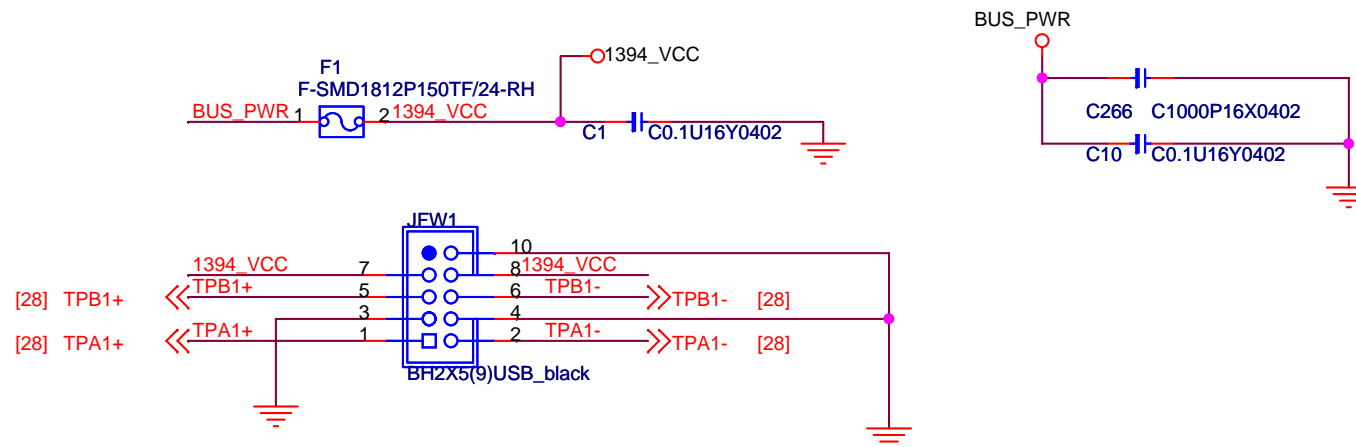 BUS_PWR
F1
F-SMD1812P150TF/24-RH
1394_VCC
BUS_PWR 1 2 1394_VCC
C1 C0.1U16Y0402
C266 C1000P16X0402
C10 C0.1U16Y0402
JFW1
10
1394_VCC 7 8 1394_VCC
[28] TPB1+ TPB1+ 5 6 TPB1- TPB1- [28]
3 4
[28] TPA1+ TPA1+ 1 2 TPA1- TPA1- [28]
BH2X5(9)USB_black